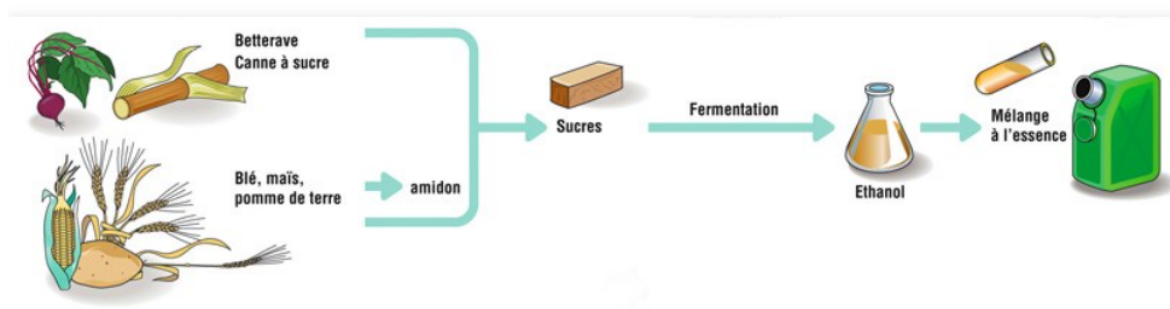 Betterave
Canne à sucre
Blé, maïs,
pomme de terre
amidon
Sucres
Fermentation
Ethanol
Mélange
à l'essence